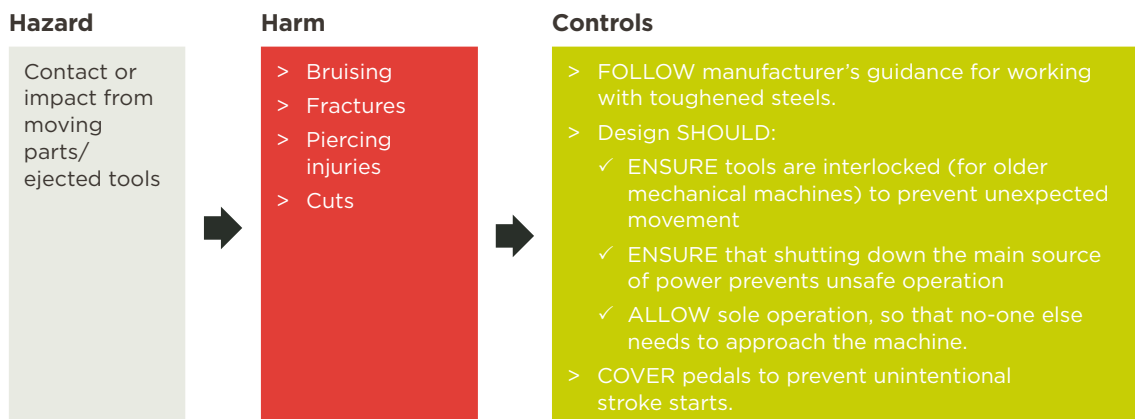 Hazard
Contact or
impact from
moving
parts/
ejected tools
Harm
> Bruising
> Fractures
> Piercing
injuries
> Cuts
Controls
> FOLLOW manufacturer’s guidance for working
with toughened steels.
> Design SHOULD:
✓ ENSURE tools are interlocked (for older
mechanical machines) to prevent unexpected
movement
✓ ENSURE that shutting down the main source
of power prevents unsafe operation
✓ ALLOW sole operation, so that no-one else
needs to approach the machine.
> COVER pedals to prevent unintentional
stroke starts.